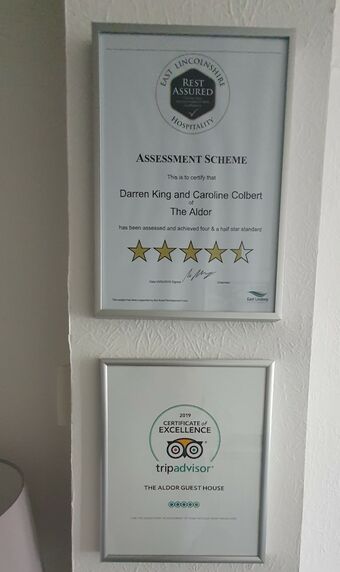 EAST LINCOLNSHIRE
REST
ASSURED
HOSPITALITY
ASSESSMENT SCHEME
This is to certify that
Darren King and Caroline Colbert
of
The Aldor
has been assessed and achieved four & a half star standard
East Lindsey
2019
CERTIFICATE of
EXCELLENCE
tripadvisor
THE ALDOR GUEST HOUSE